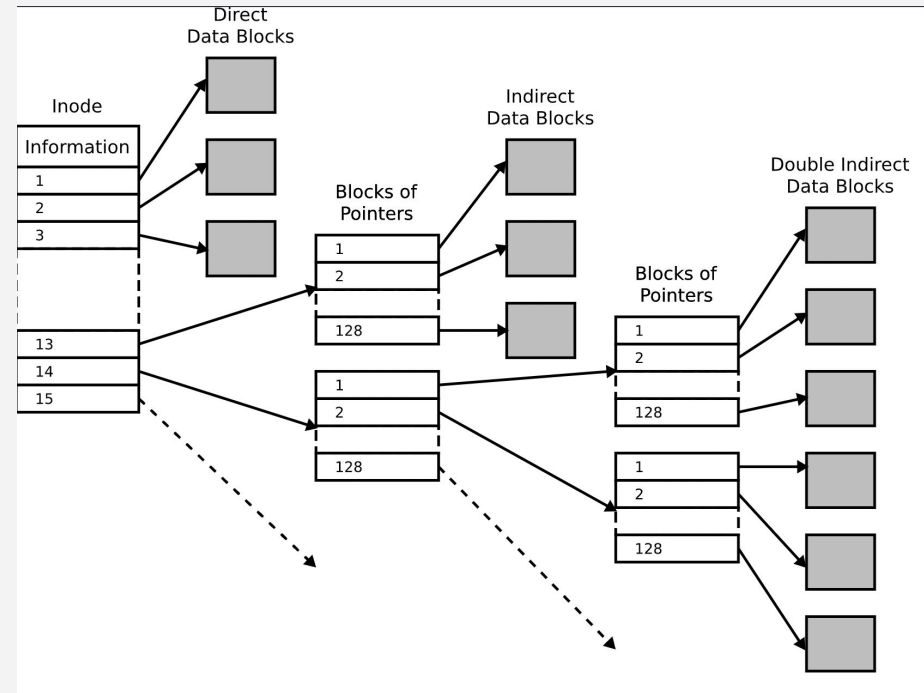 Direct
Data Blocks
Inode
Information
1
2
3
13
14
15
Blocks of
Pointers
1
2
128
1
2
128
Indirect
Data Blocks
Blocks of
Pointers
1
2
128
1
2
128
Double Indirect
Data Blocks